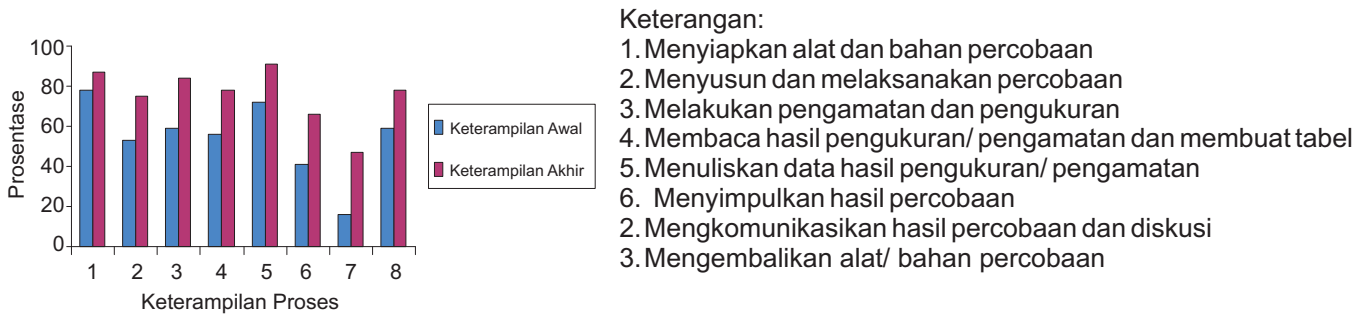 100
80
60
40
20
0
Prosentase
1 2 3 4 5 6 7 8
Keterampilan Proses
Keterampilan Awal
Keterampilan Akhir
Keterangan:
1. Menyiapkan alat dan bahan percobaan
2. Menyusun dan melaksanakan percobaan
3. Melakukan pengamatan dan pengukuran
4. Membaca hasil pengukuran/ pengamatan dan membuat tabel
5. Menuliskan data hasil pengukuran/ pengamatan
6. Menyimpulkan hasil percobaan
2. Mengkomunikasikan hasil percobaan dan diskusi
3. Mengembalikan alat/ bahan percobaan